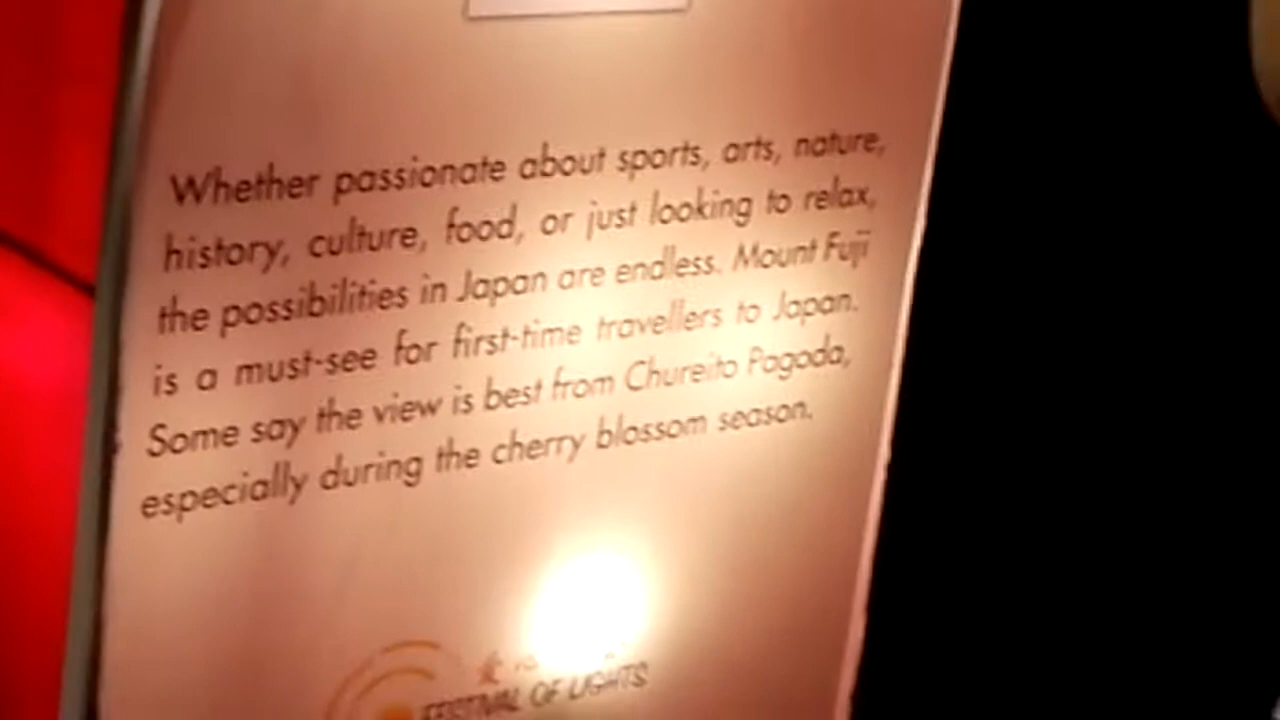 Whether passionate about sports, arts, nature,
history, culture, food, or just looking to relax,
the possibilities in Japan are endless. Mount Fuji
is a must-see for first-time travellers to Japan.
Some say the view is best from Chureito Pagoda,
especially during the cherry blossom season.
FESTIVAL OF LIGHTS